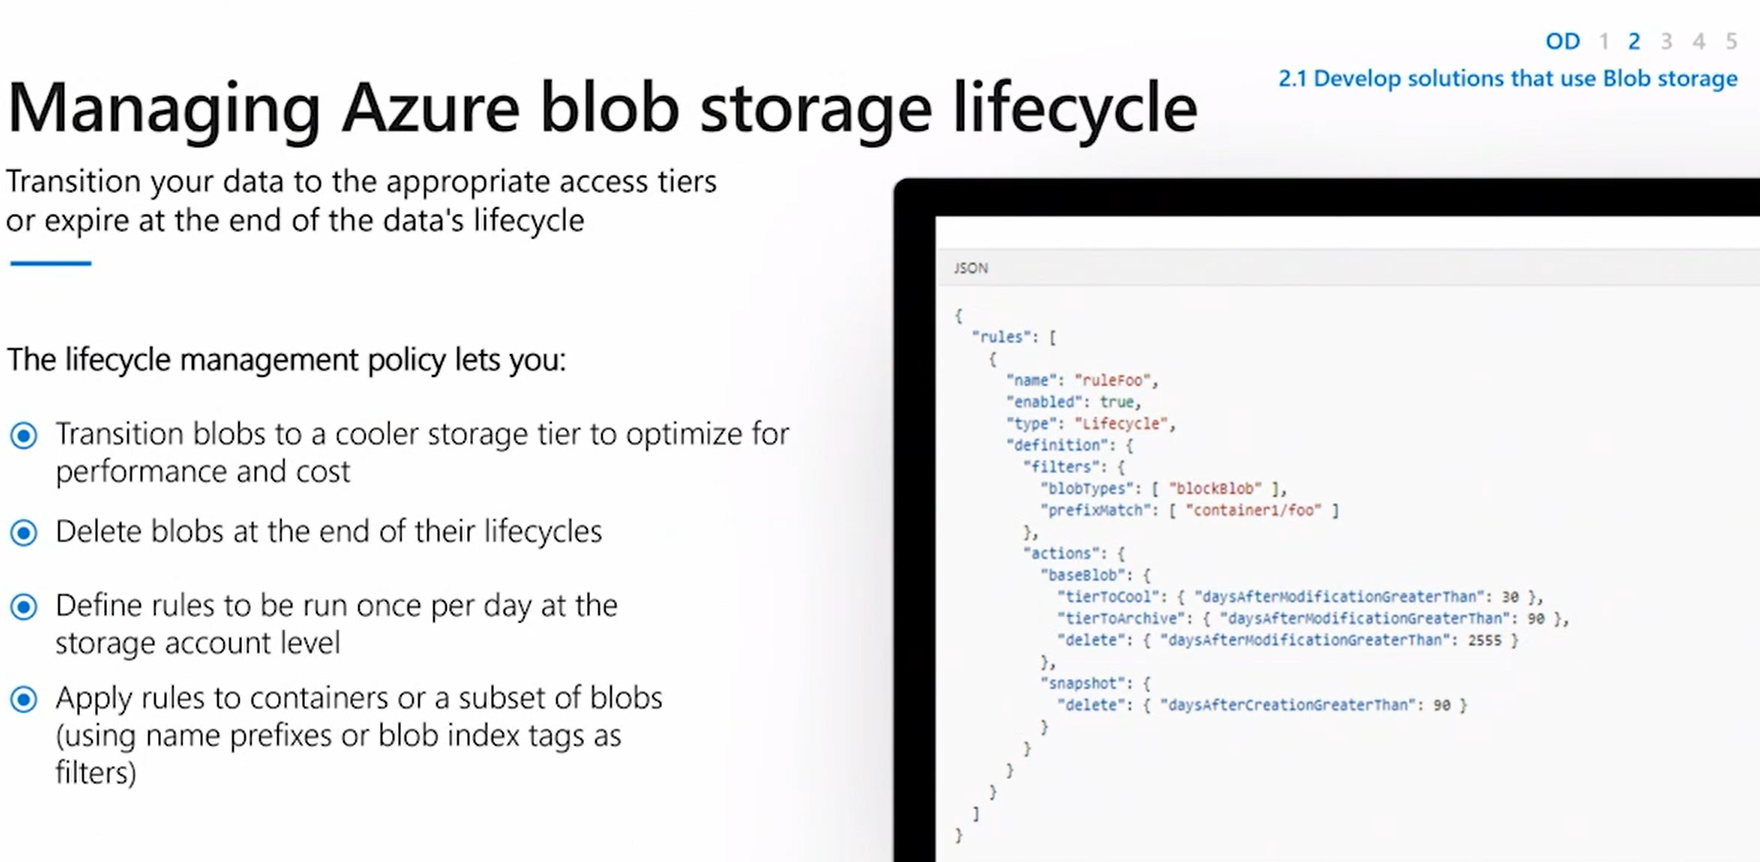 OD 1 2 3 4 5
2.1 Develop solutions that use Blob storage
Managing Azure blob storage lifecycle
Transition your data to the appropriate access tiers
or expire at the end of the data's lifecycle
The lifecycle management policy lets you:
Transition blobs to a cooler storage tier to optimize for
performance and cost
Delete blobs at the end of their lifecycles
Define rules to be run once per day at the
storage account level
Apply rules to containers or a subset of blobs
(using name prefixes or blob index tags as
filters)
JSON
{
"rules": [
{
"name": "ruleFoo",
"enabled": true,
"type": "Lifecycle",
"definition": {
"filters": {
"blobTypes": [ "blockBlob" ],
"prefixMatch": [ "container1/foo" ]
},
"actions": {
"baseBlob": {
"tierToCool": { "daysAfterModificationGreaterThan": 30 },
"tierToArchive": { "daysAfterModificationGreaterThan": 90 },
"delete": { "daysAfterModificationGreaterThan": 2555 }
},
"snapshot": {
"delete": { "daysAfterCreationGreaterThan": 90 }
}
}
}
}
]
}